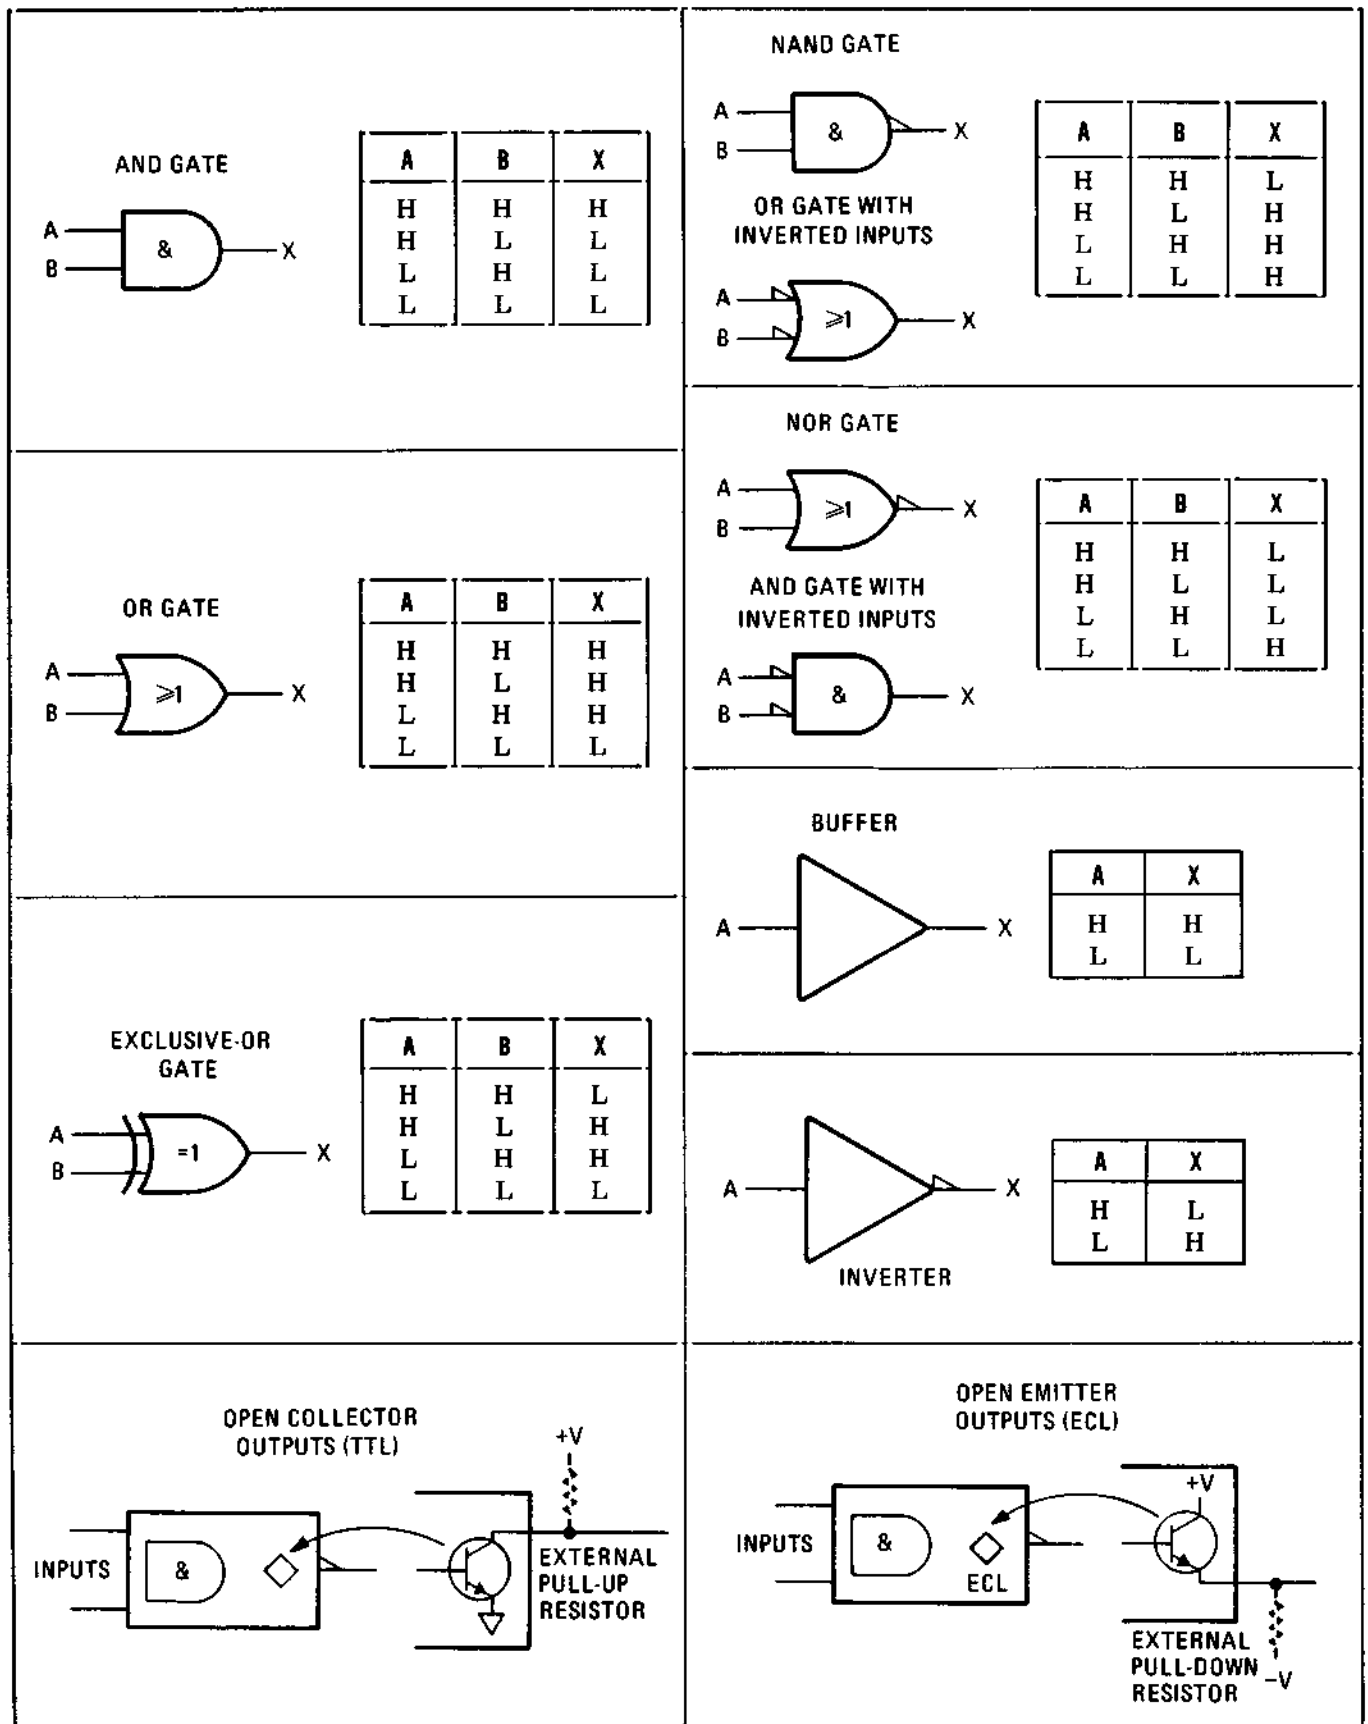 AND GATE
A
B
&
X
A B X
H H H
H L L
L H L
L L L
NAND GATE
A
B
&
X
OR GATE WITH
INVERTED INPUTS
A
B
⩾1
X
A B X
H H L
H L H
L H H
L L H
OR GATE
A
B
⩾1
X
A B X
H H H
H L H
L H H
L L L
NOR GATE
A
B
⩾1
X
AND GATE WITH
INVERTED INPUTS
A
B
&
X
A B X
H H L
H L L
L H L
L L H
BUFFER
A
X
A X
H H
L L
EXCLUSIVE-OR
GATE
A
B
=1
X
A B X
H H L
H L H
L H H
L L L
A
X
INVERTER
A X
H L
L H
OPEN COLLECTOR
OUTPUTS (TTL)
+V
INPUTS
&
EXTERNAL
PULL-UP
RESISTOR
OPEN EMITTER
OUTPUTS (ECL)
+V
INPUTS
&
ECL
EXTERNAL
PULL-DOWN
RESISTOR
−V